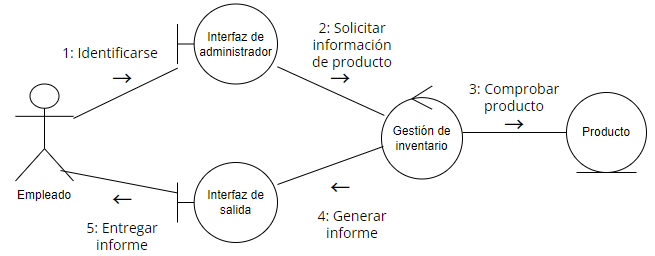 1: Identificarse
→
Interfaz de
administrador
2: Solicitar
información
de producto
→
3: Comprobar
producto
→
Gestión de
inventario
Producto
Empleado
Interfaz de
salida
←
4: Generar
informe
←
5: Entregar
informe